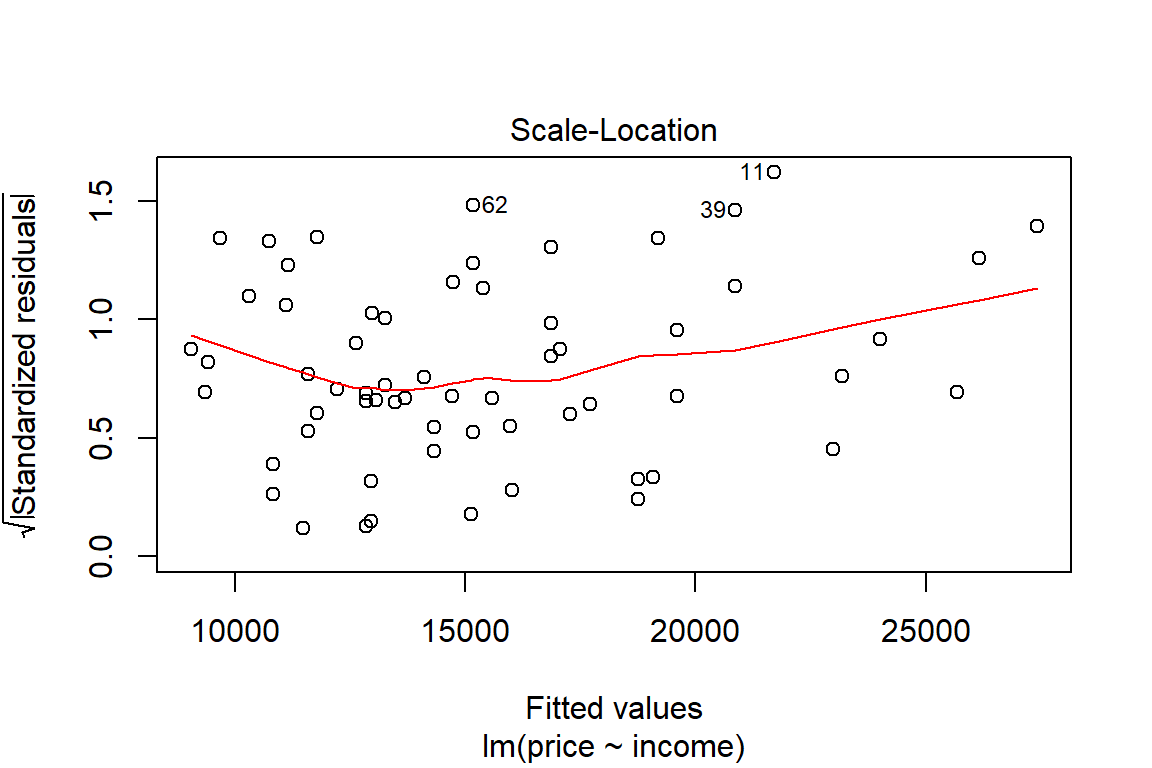 Scale-Location
√|Standardized residuals|
1.5
1.0
0.5
0.0
11
62
39
10000 15000 20000 25000
Fitted values
lm(price ~ income)